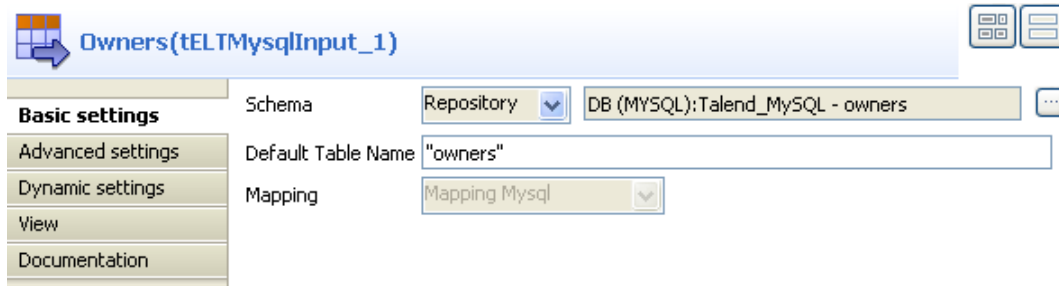 Owners(tELTMysqlInput_1)
Basic settings
Advanced settings
Dynamic settings
View
Documentation
Schema Repository DB (MYSQL):Talend_MySQL - owners ...
Default Table Name "owners"
Mapping Mapping Mysql